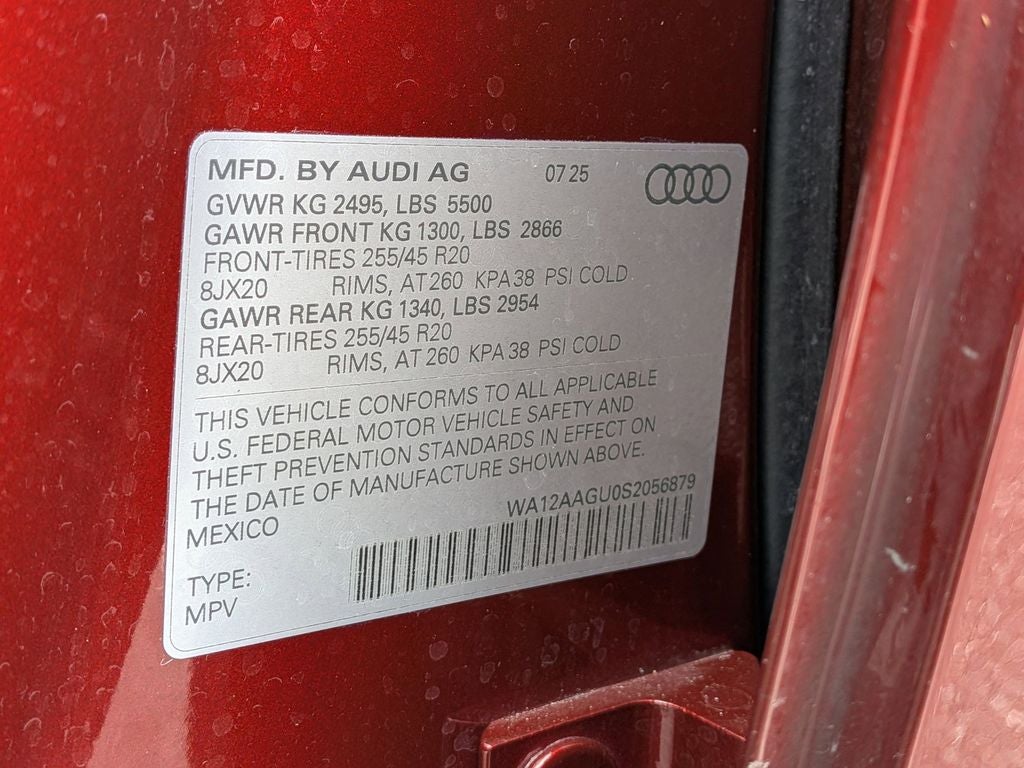 MFD. BY AUDI AG 07 25
GVWR KG 2495, LBS 5500
GAWR FRONT KG 1300, LBS 2866
FRONT-TIRES 255/45 R20
8JX20 RIMS, AT 260 KPA 38 PSI COLD
GAWR REAR KG 1340, LBS 2954
REAR-TIRES 255/45 R20
8JX20 RIMS, AT 260 KPA 38 PSI COLD
THIS VEHICLE CONFORMS TO ALL APPLICABLE
U.S. FEDERAL MOTOR VEHICLE SAFETY AND
THEFT PREVENTION STANDARDS IN EFFECT ON
THE DATE OF MANUFACTURE SHOWN ABOVE.
MEXICO WA12AAGU0S2056879
TYPE:
MPV